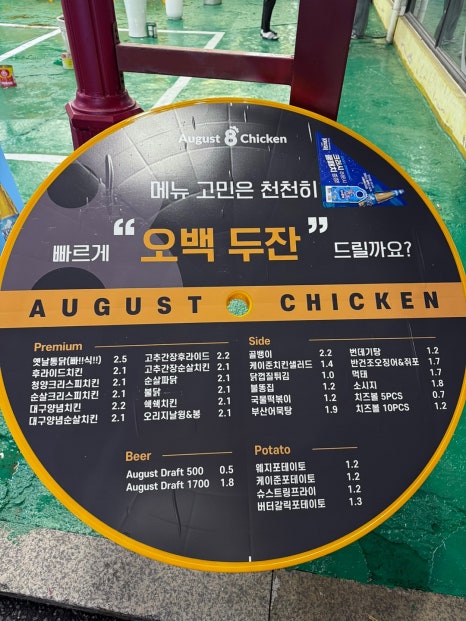 August 8 Chicken
메뉴 고민은 천천히
빠르게 “오백 두잔” 드릴까요?
AUGUST CHICKEN
Premium
옛날통닭(빠!!식!!) 2.5
후라이드치킨 2.1
청양크리스피치킨 2.1
순살크리스피치킨 2.1
대구양념치킨 2.2
대구양념순살치킨 2.1
고추간장후라이드 2.2
고추간장순살치킨 2.1
순살파닭 2.1
불닭 2.1
쉑쉑치킨 2.1
오리지날윙&봉 2.1
Side
골뱅이 2.2
케이준치킨샐러드 1.4
닭껍질튀김 1.0
불똥집 1.2
국물떡볶이 1.2
부산어묵탕 1.9
번데기탕 1.2
반건조오징어&쥐포 1.7
먹태 1.7
소시지 1.8
치즈볼 5PCS 0.7
치즈볼 10PCS 1.2
Beer
August Draft 500 0.5
August Draft 1700 1.8
Potato
웨지포테이토 1.2
케이준포테이토 1.2
슈스트링프라이 1.2
버터갈릭포테이토 1.3